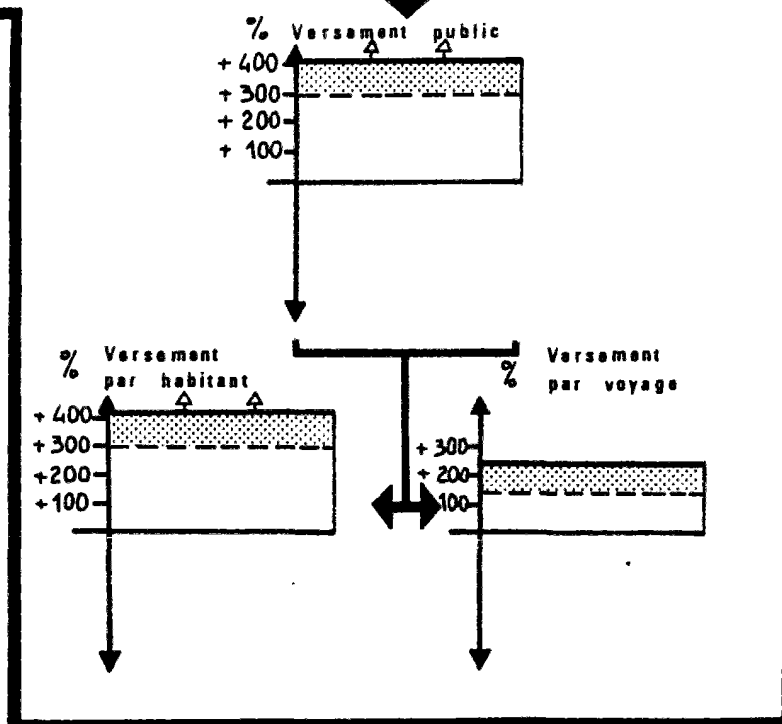 % Versement public
+ 400
+ 300
+ 200
+ 100
% Versement
par habitant
+ 400
+ 300
+200
+100
% Versement
par voyage
+ 300
+ 200
100